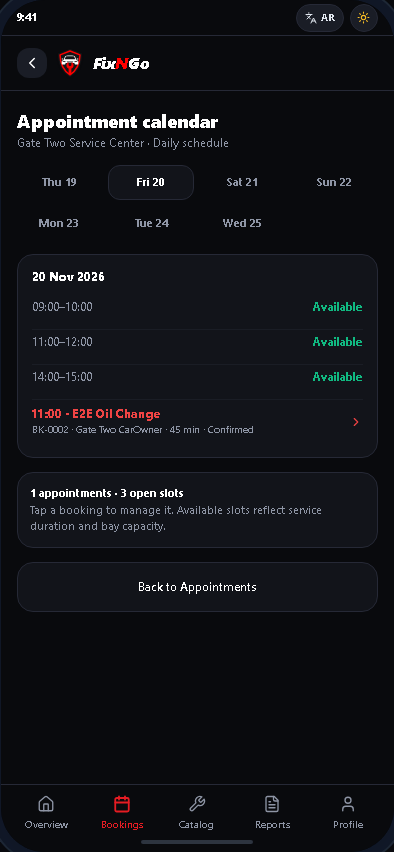 9:41
AR
FixNGo
Appointment calendar
Gate Two Service Center · Daily schedule
Thu 19
Fri 20
Sat 21
Sun 22
Mon 23
Tue 24
Wed 25
20 Nov 2026
09:00–10:00 Available
11:00–12:00 Available
14:00–15:00 Available
11:00 - E2E Oil Change
BK-0002 · Gate Two CarOwner · 45 min · Confirmed
1 appointments · 3 open slots
Tap a booking to manage it. Available slots reflect service
duration and bay capacity.
Back to Appointments
Overview
Bookings
Catalog
Reports
Profile